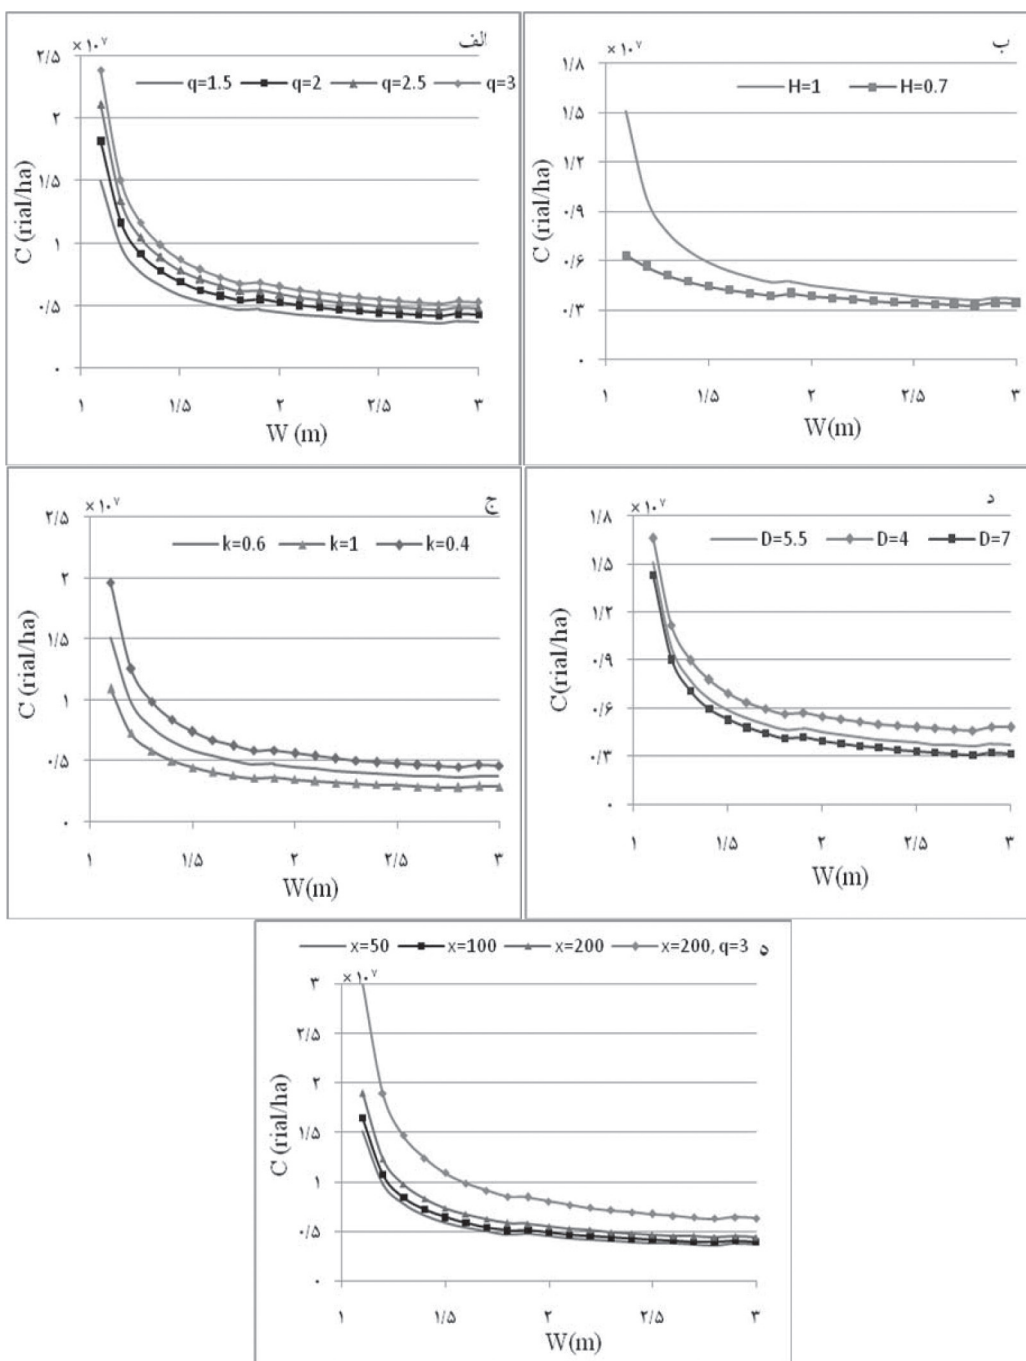 الف
× ۱۰ ۷
q=1.5 q=2 q=2.5 q=3
۲/۵
۲
۱/۵
۱
۰/۵
۰
C (rial/ha)
۱ ۱/۵ ۲ ۲/۵ ۳
W (m)
ب
× ۱۰ ۷
H=1 H=0.7
۱/۸
۱/۵
۱/۲
۰/۹
۰/۶
۰/۳
۰
C (rial/ha)
۱ ۱/۵ ۲ ۲/۵ ۳
W(m)
ج
× ۱۰ ۷
k=0.6 k=1 k=0.4
۲/۵
۲
۱/۵
۱
۰/۵
۰
C (rial/ha)
۱ ۱/۵ ۲ ۲/۵ ۳
W(m)
د
× ۱۰ ۷
D=5.5 D=4 D=7
۱/۸
۱/۵
۱/۲
۰/۹
۰/۶
۰/۳
۰
C(rial/ha)
۱ ۱/۵ ۲ ۲/۵ ۳
W(m)
x=50 x=100 x=200 x=200, q=3 ه
× ۱۰ ۷
۳
۲/۵
۲
۱/۵
۱
۰/۵
۰
C (rial/ha)
۱ ۱/۵ ۲ ۲/۵ ۳
W(m)